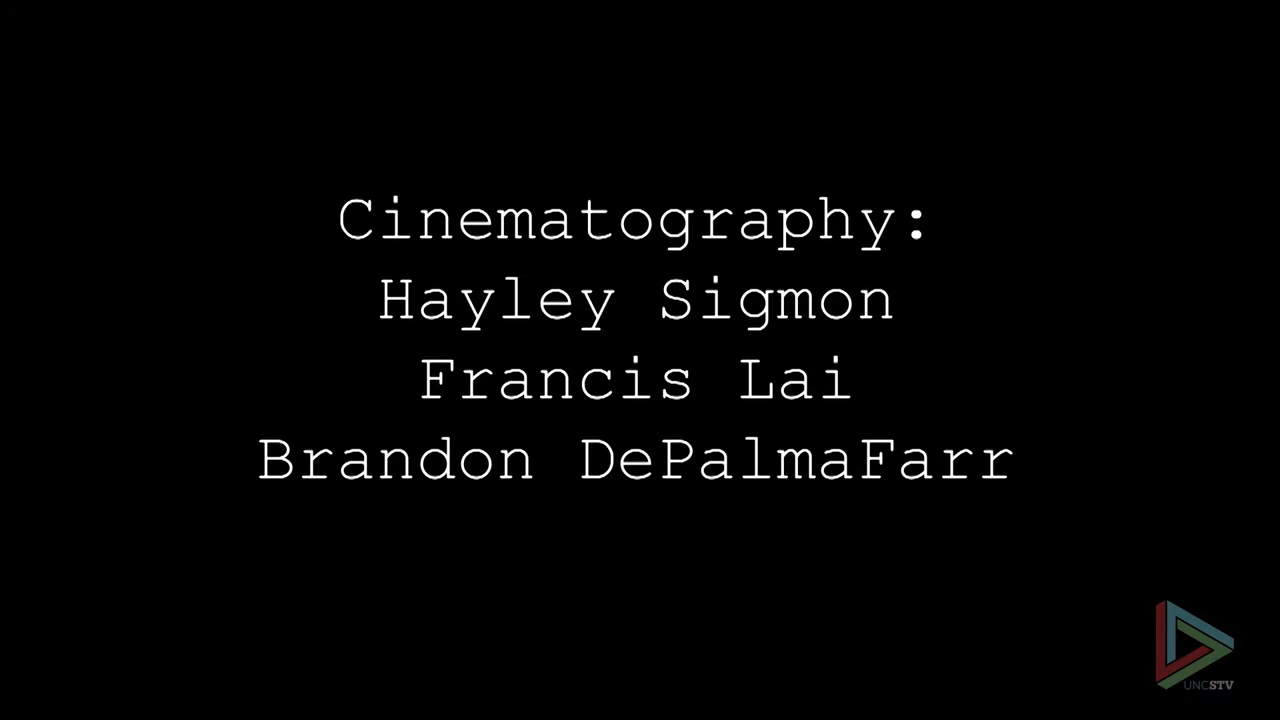 Cinematography:
Hayley Sigmon
Francis Lai
Brandon DePalmaFarr
UNCSTV